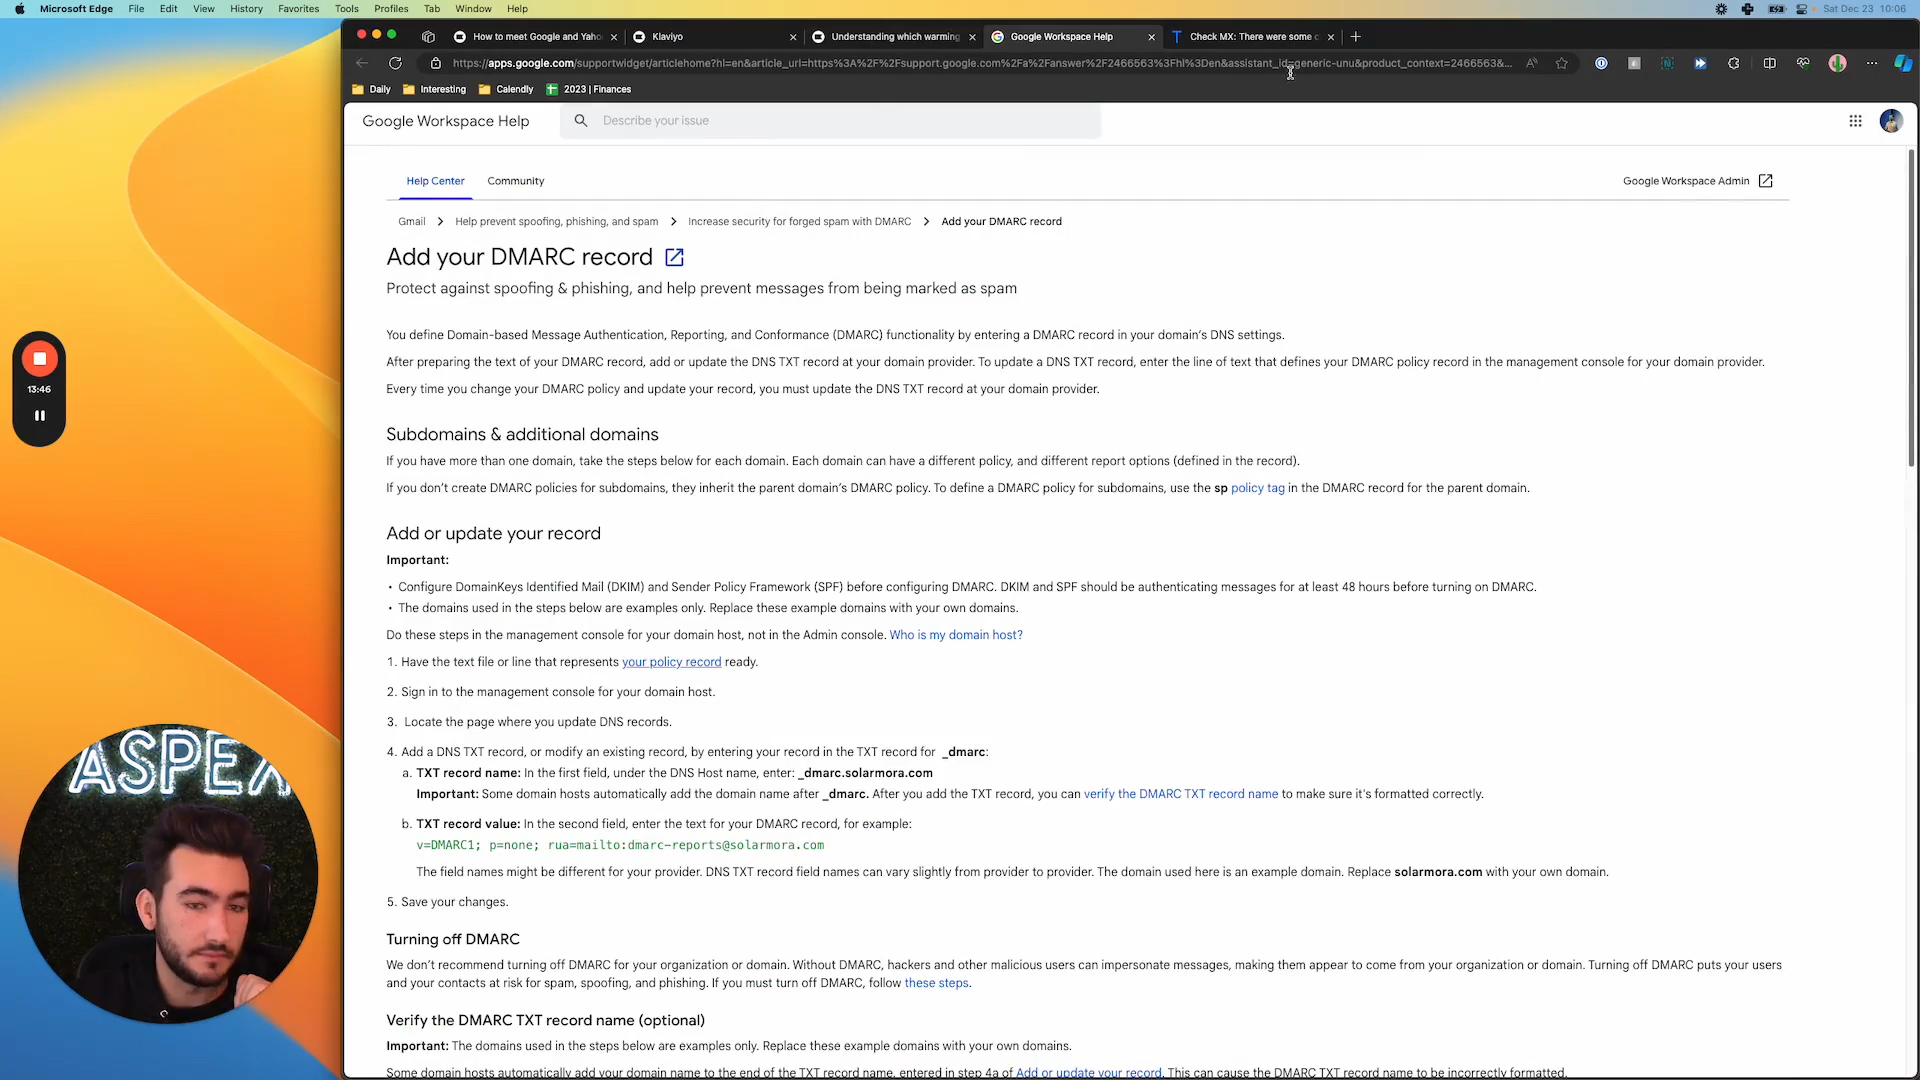 Microsoft Edge File Edit View History Favorites Tools Profiles Tab Window Help
Sat Dec 23 10:06
How to meet Google and Yaho
Klaviyo
Understanding which warming
Google Workspace Help
Check MX: There were some c
https://apps.google.com/supportwidget/articlehome?hl=en&article_url=https%3A%2F%2Fsupport.google.com%2Fa%2Fanswer%2F2466563%3Fhl%3Den&assistant_id=generic-unu&product_context=2466563&...
Daily Interesting Calendly 2023 | Finances
Google Workspace Help
Describe your issue
Help Center Community
Google Workspace Admin
Gmail > Help prevent spoofing, phishing, and spam > Increase security for forged spam with DMARC > Add your DMARC record
Add your DMARC record
Protect against spoofing & phishing, and help prevent messages from being marked as spam
You define Domain-based Message Authentication, Reporting, and Conformance (DMARC) functionality by entering a DMARC record in your domain's DNS settings.
After preparing the text of your DMARC record, add or update the DNS TXT record at your domain provider. To update a DNS TXT record, enter the line of text that defines your DMARC policy record in the management console for your domain provider.
Every time you change your DMARC policy and update your record, you must update the DNS TXT record at your domain provider.
Subdomains & additional domains
If you have more than one domain, take the steps below for each domain. Each domain can have a different policy, and different report options (defined in the record).
If you don't create DMARC policies for subdomains, they inherit the parent domain's DMARC policy. To define a DMARC policy for subdomains, use the sp policy tag in the DMARC record for the parent domain.
Add or update your record
Important:
• Configure DomainKeys Identified Mail (DKIM) and Sender Policy Framework (SPF) before configuring DMARC. DKIM and SPF should be authenticating messages for at least 48 hours before turning on DMARC.
• The domains used in the steps below are examples only. Replace these example domains with your own domains.
Do these steps in the management console for your domain host, not in the Admin console. Who is my domain host?
1. Have the text file or line that represents your policy record ready.
2. Sign in to the management console for your domain host.
3. Locate the page where you update DNS records.
4. Add a DNS TXT record, or modify an existing record, by entering your record in the TXT record for _dmarc:
a. TXT record name: In the first field, under the DNS Host name, enter: _dmarc.solarmora.com
Important: Some domain hosts automatically add the domain name after _dmarc. After you add the TXT record, you can verify the DMARC TXT record name to make sure it's formatted correctly.
b. TXT record value: In the second field, enter the text for your DMARC record, for example:
v=DMARC1; p=none; rua=mailto:dmarc-reports@solarmora.com
The field names might be different for your provider. DNS TXT record field names can vary slightly from provider to provider. The domain used here is an example domain. Replace solarmora.com with your own domain.
5. Save your changes.
Turning off DMARC
We don't recommend turning off DMARC for your organization or domain. Without DMARC, hackers and other malicious users can impersonate messages, making them appear to come from your organization or domain. Turning off DMARC puts your users
and your contacts at risk for spam, spoofing, and phishing. If you must turn off DMARC, follow these steps.
Verify the DMARC TXT record name (optional)
Important: The domains used in the steps below are examples only. Replace these example domains with your own domains.
Some domain hosts automatically add your domain name to the end of the TXT record name, entered in step 4a of Add or update your record. This can cause the DMARC TXT record name to be incorrectly formatted.
13:46
ASPEX